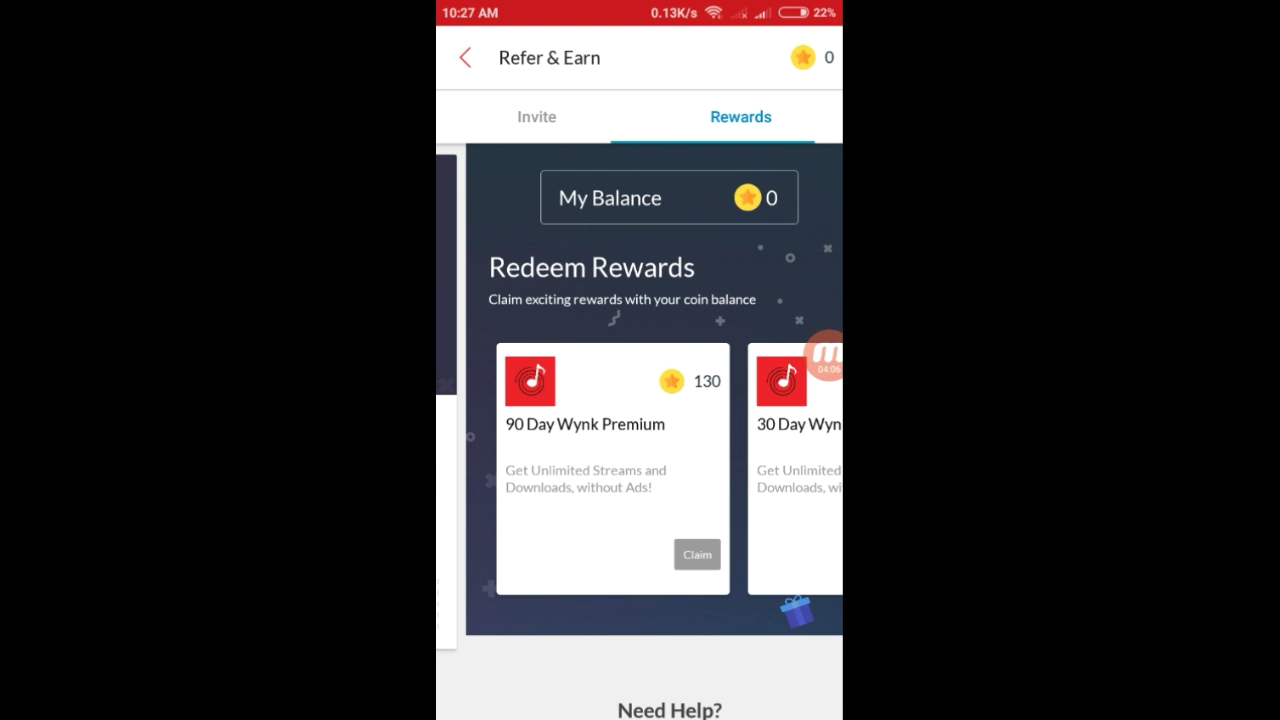 10:27 AM
0.13K/s
22%
Refer & Earn
0
Invite
Rewards
My Balance
0
Redeem Rewards
Claim exciting rewards with your coin balance
130
90 Day Wynk Premium
Get Unlimited Streams and
Downloads, without Ads!
Claim
30 Day Wyn
Get Unlimited
Downloads, wi
04:06
Need Help?